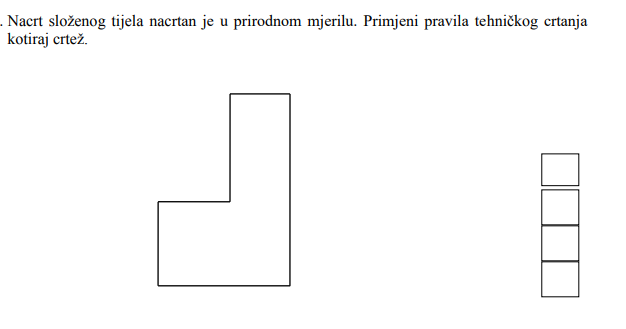 . Nacrt složenog tijela nacrtan je u prirodnom mjerilu. Primjeni pravila tehničkog crtanja
kotiraj crtež.